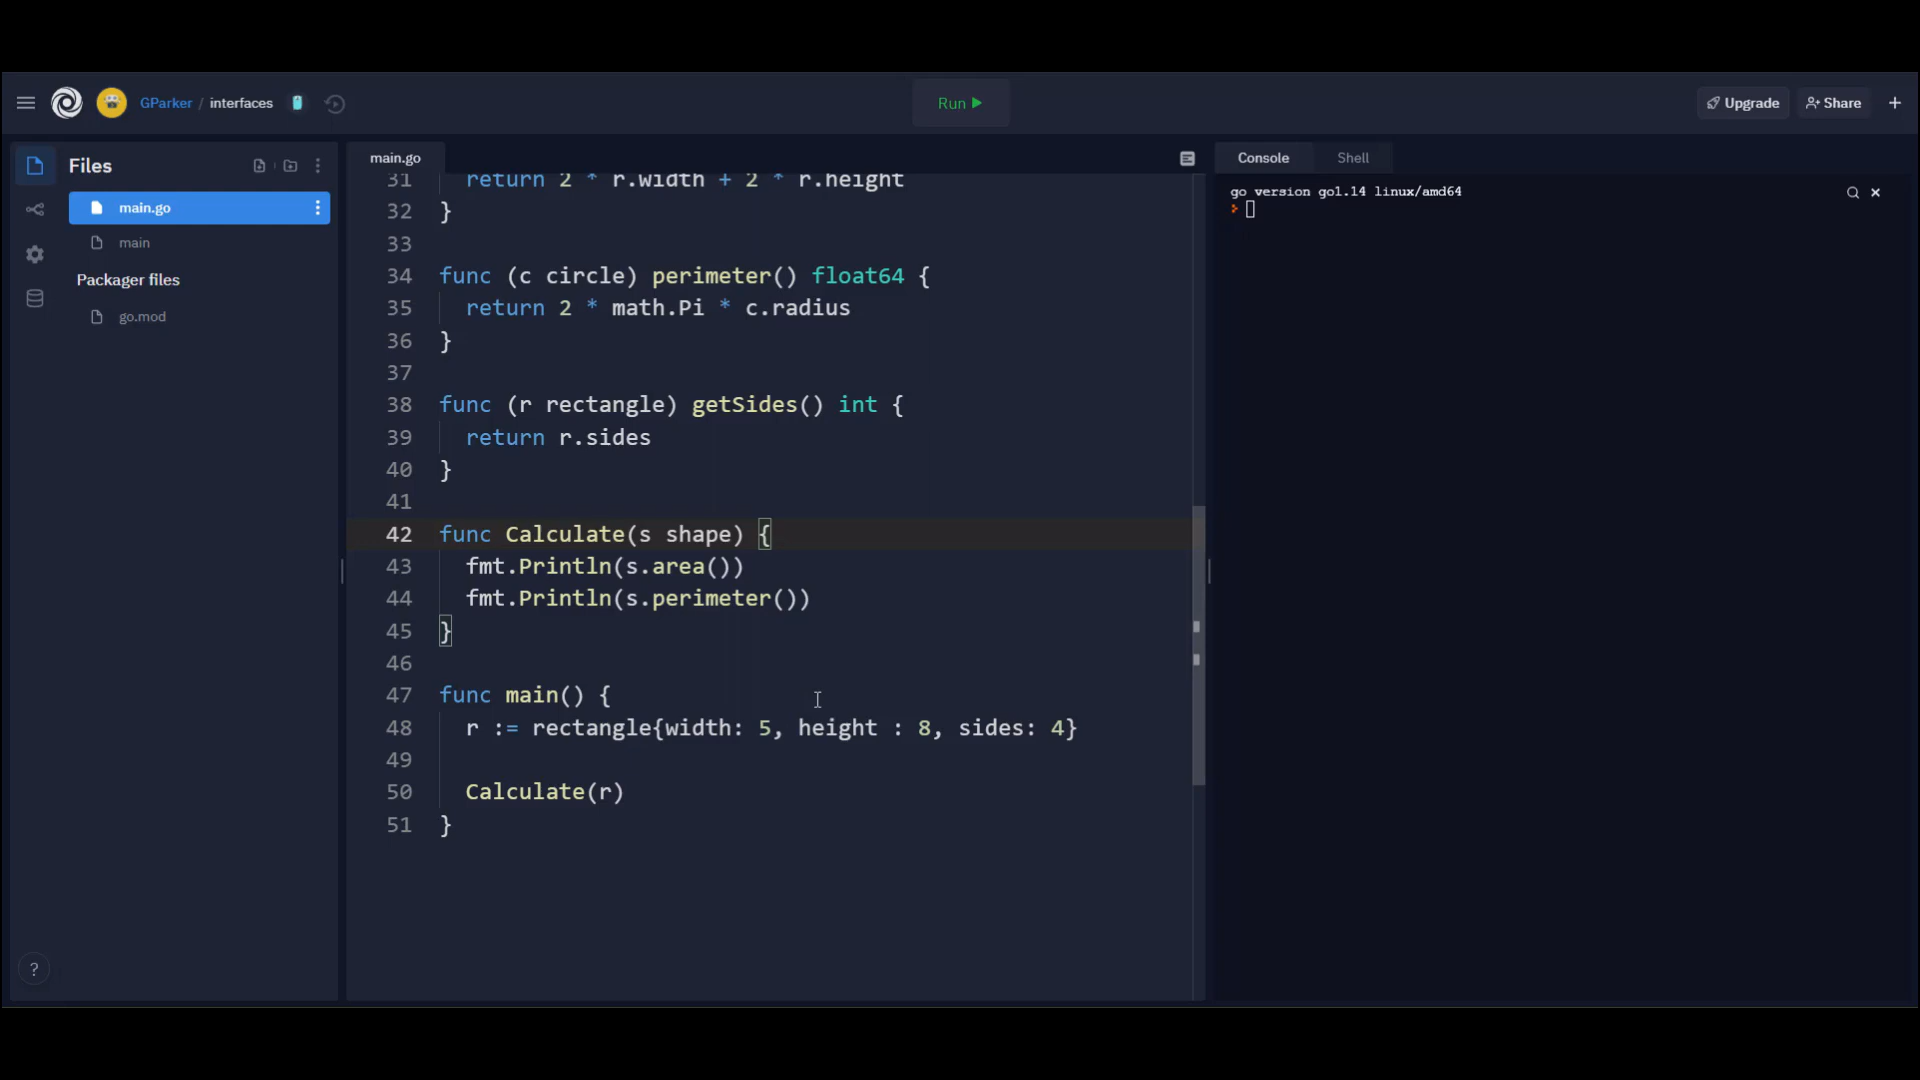 GParker / interfaces
Run
Upgrade
Share
Files
main.go
main
Packager files
go.mod
main.go
31 return 2 * r.width + 2 * r.height
32 }
33
34 func (c circle) perimeter() float64 {
35 return 2 * math.Pi * c.radius
36 }
37
38 func (r rectangle) getSides() int {
39 return r.sides
40 }
41
42 func Calculate(s shape) {
43 fmt.Println(s.area())
44 fmt.Println(s.perimeter())
45 }
46
47 func main() {
48 r := rectangle{width: 5, height : 8, sides: 4}
49
50 Calculate(r)
51 }
Console
Shell
go version go1.14 linux/amd64
?